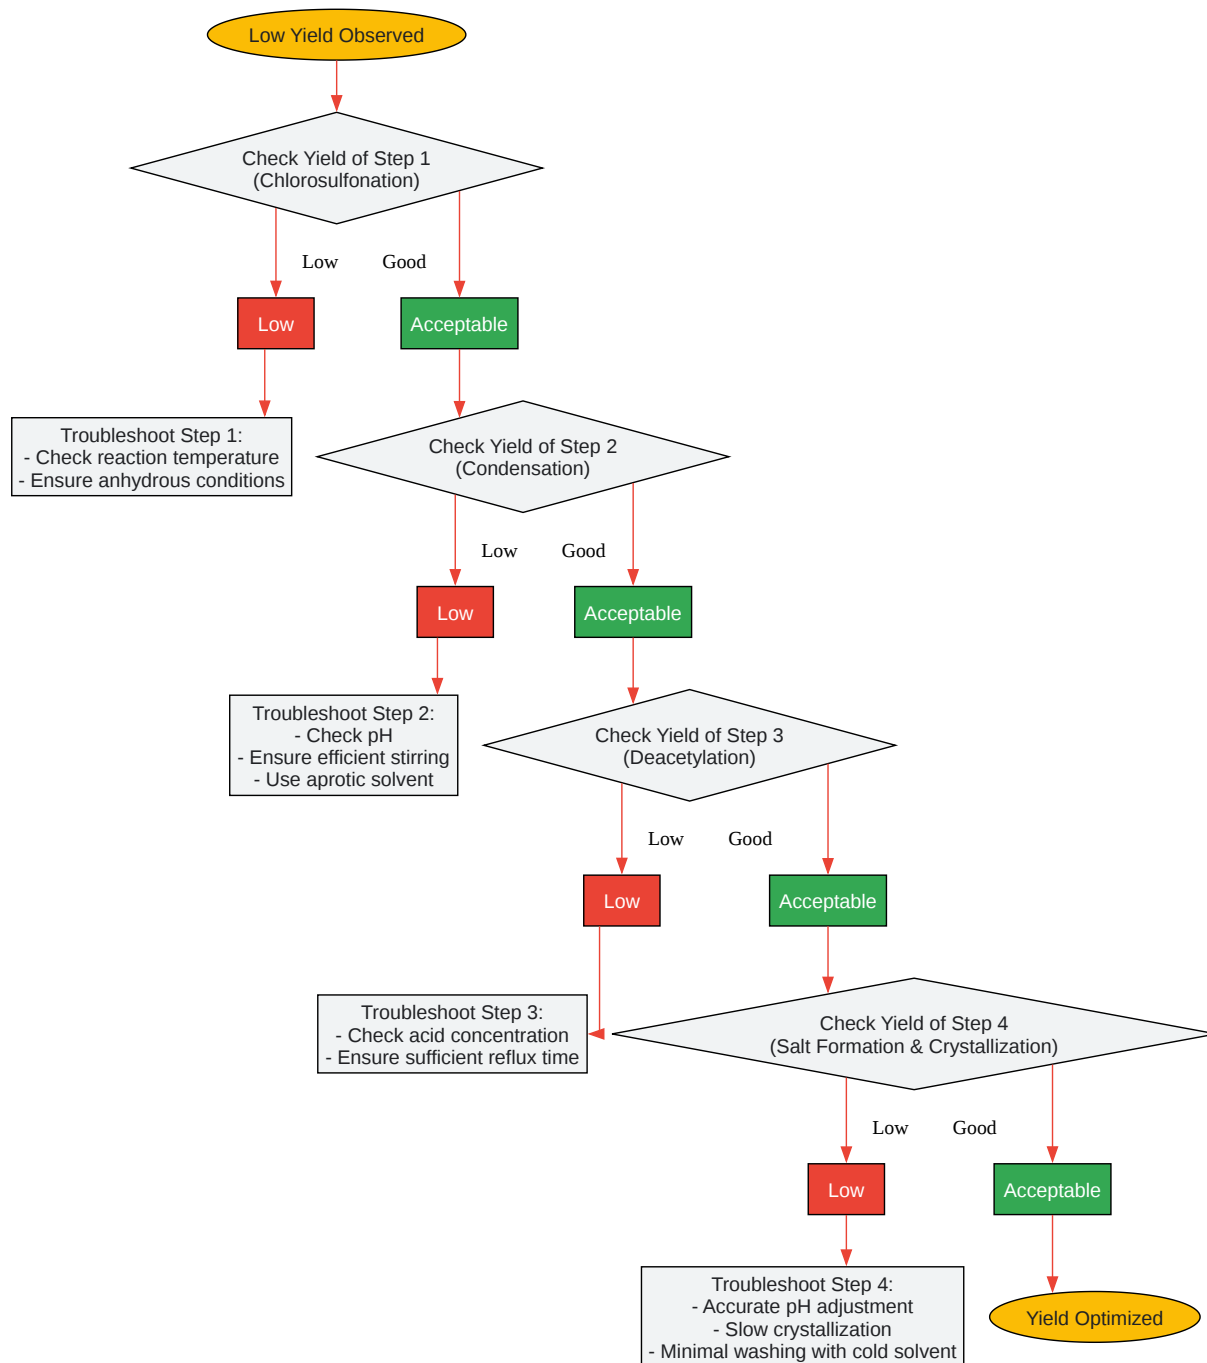 Low Yield Observed
Check Yield of Step 1
(Chlorosulfonation)
Low
Good
Low
Acceptable
Troubleshoot Step 1:
- Check reaction temperature
- Ensure anhydrous conditions
Check Yield of Step 2
(Condensation)
Low
Good
Low
Acceptable
Troubleshoot Step 2:
- Check pH
- Ensure efficient stirring
- Use aprotic solvent
Check Yield of Step 3
(Deacetylation)
Low
Good
Low
Acceptable
Troubleshoot Step 3:
- Check acid concentration
- Ensure sufficient reflux time
Check Yield of Step 4
(Salt Formation & Crystallization)
Low
Good
Low
Acceptable
Troubleshoot Step 4:
- Accurate pH adjustment
- Slow crystallization
- Minimal washing with cold solvent
Yield Optimized